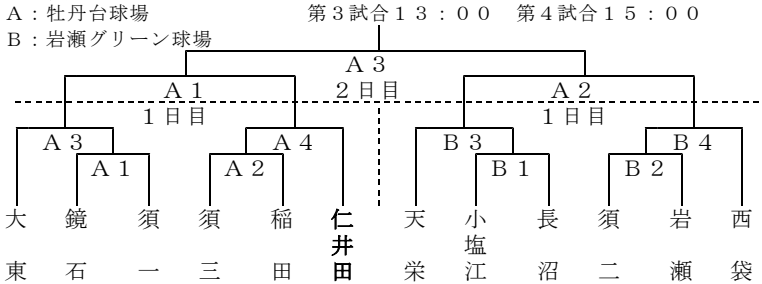 A：牡丹台球場 第３試合１３：００ 第４試合１５：００
B：岩瀬グリーン球場
A３
A１ ２日目 A２
１日目 １日目
A３ A４ B３ B４
A１ A２ B１ B２
大東 鏡石 須一 須三 稲田 仁井田 天栄 小塩江 長沼 須二 岩瀬 西袋